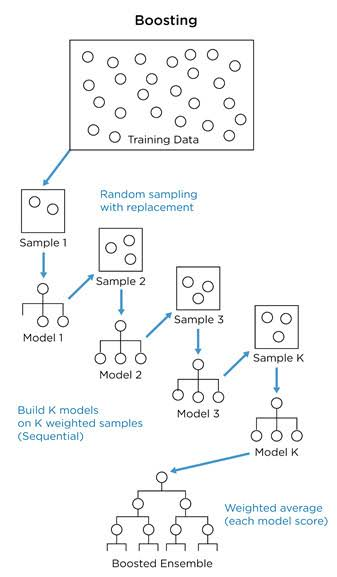 Boosting
Training Data
Random sampling
with replacement
Sample 1
Sample 2
Sample 3
Sample K
Model 1
Model 2
Model 3
Model K
Build K models
on K weighted samples
(Sequential)
Weighted average
(each model score)
Boosted Ensemble